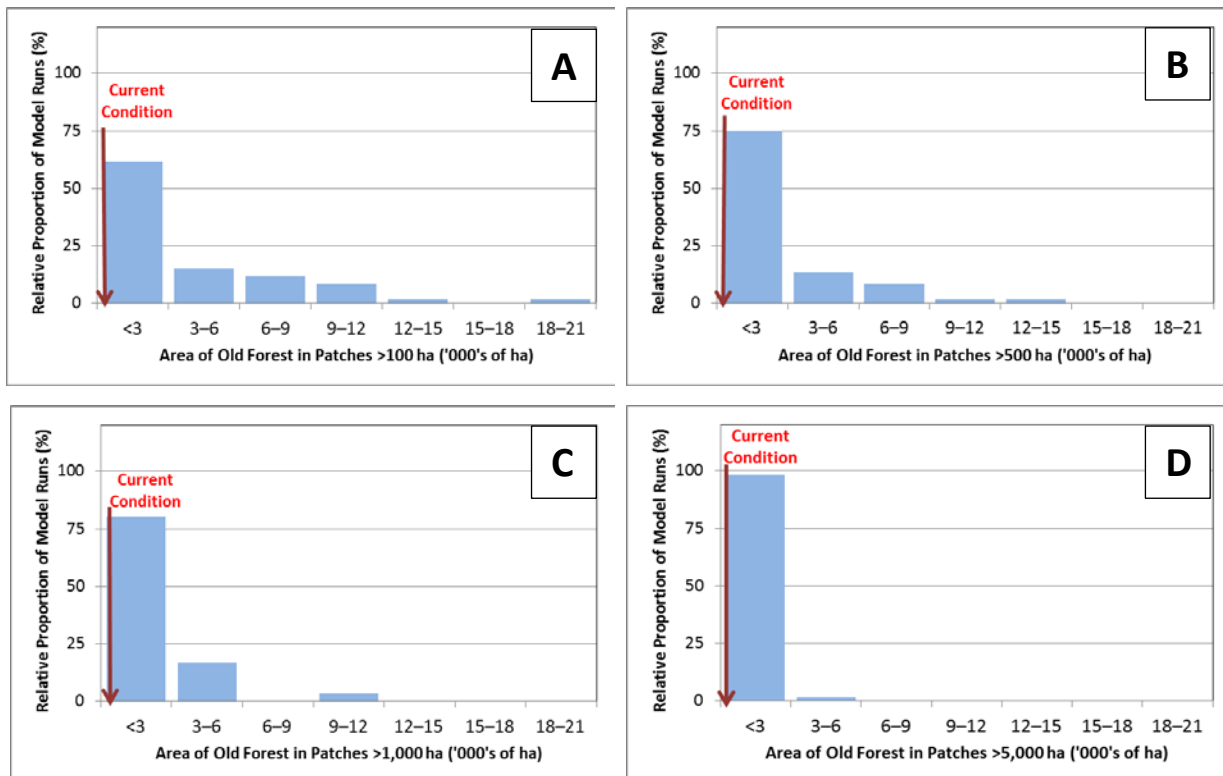 A
Relative Proportion of Model Runs (%)
100
75
50
25
0
Current
Condition
<3 3–6 6–9 9–12 12–15 15–18 18–21
Area of Old Forest in Patches >100 ha ('000's of ha)
B
Relative Proportion of Model Runs (%)
100
75
50
25
0
Current
Condition
<3 3–6 6–9 9–12 12–15 15–18 18–21
Area of Old Forest in Patches >500 ha ('000's of ha)
C
Relative Proportion of Model Runs (%)
100
75
50
25
0
Current
Condition
<3 3–6 6–9 9–12 12–15 15–18 18–21
Area of Old Forest in Patches >1,000 ha ('000's of ha)
D
Relative Proportion of Model Runs (%)
100
75
50
25
0
Current
Condition
<3 3–6 6–9 9–12 12–15 15–18 18–21
Area of Old Forest in Patches >5,000 ha ('000's of ha)